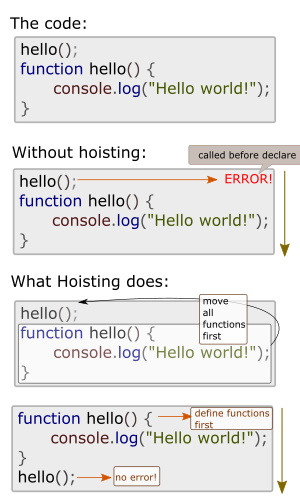 The code:
hello();
function hello() {
console.log("Hello world!");
}
Without hoisting:
called before declare
hello();
ERROR!
function hello() {
console.log("Hello world!");
}
What Hoisting does:
hello();
move
all
functions
first
function hello() {
console.log("Hello world!");
}
function hello() {
define functions
first
console.log("Hello world!");
}
hello();
no error!